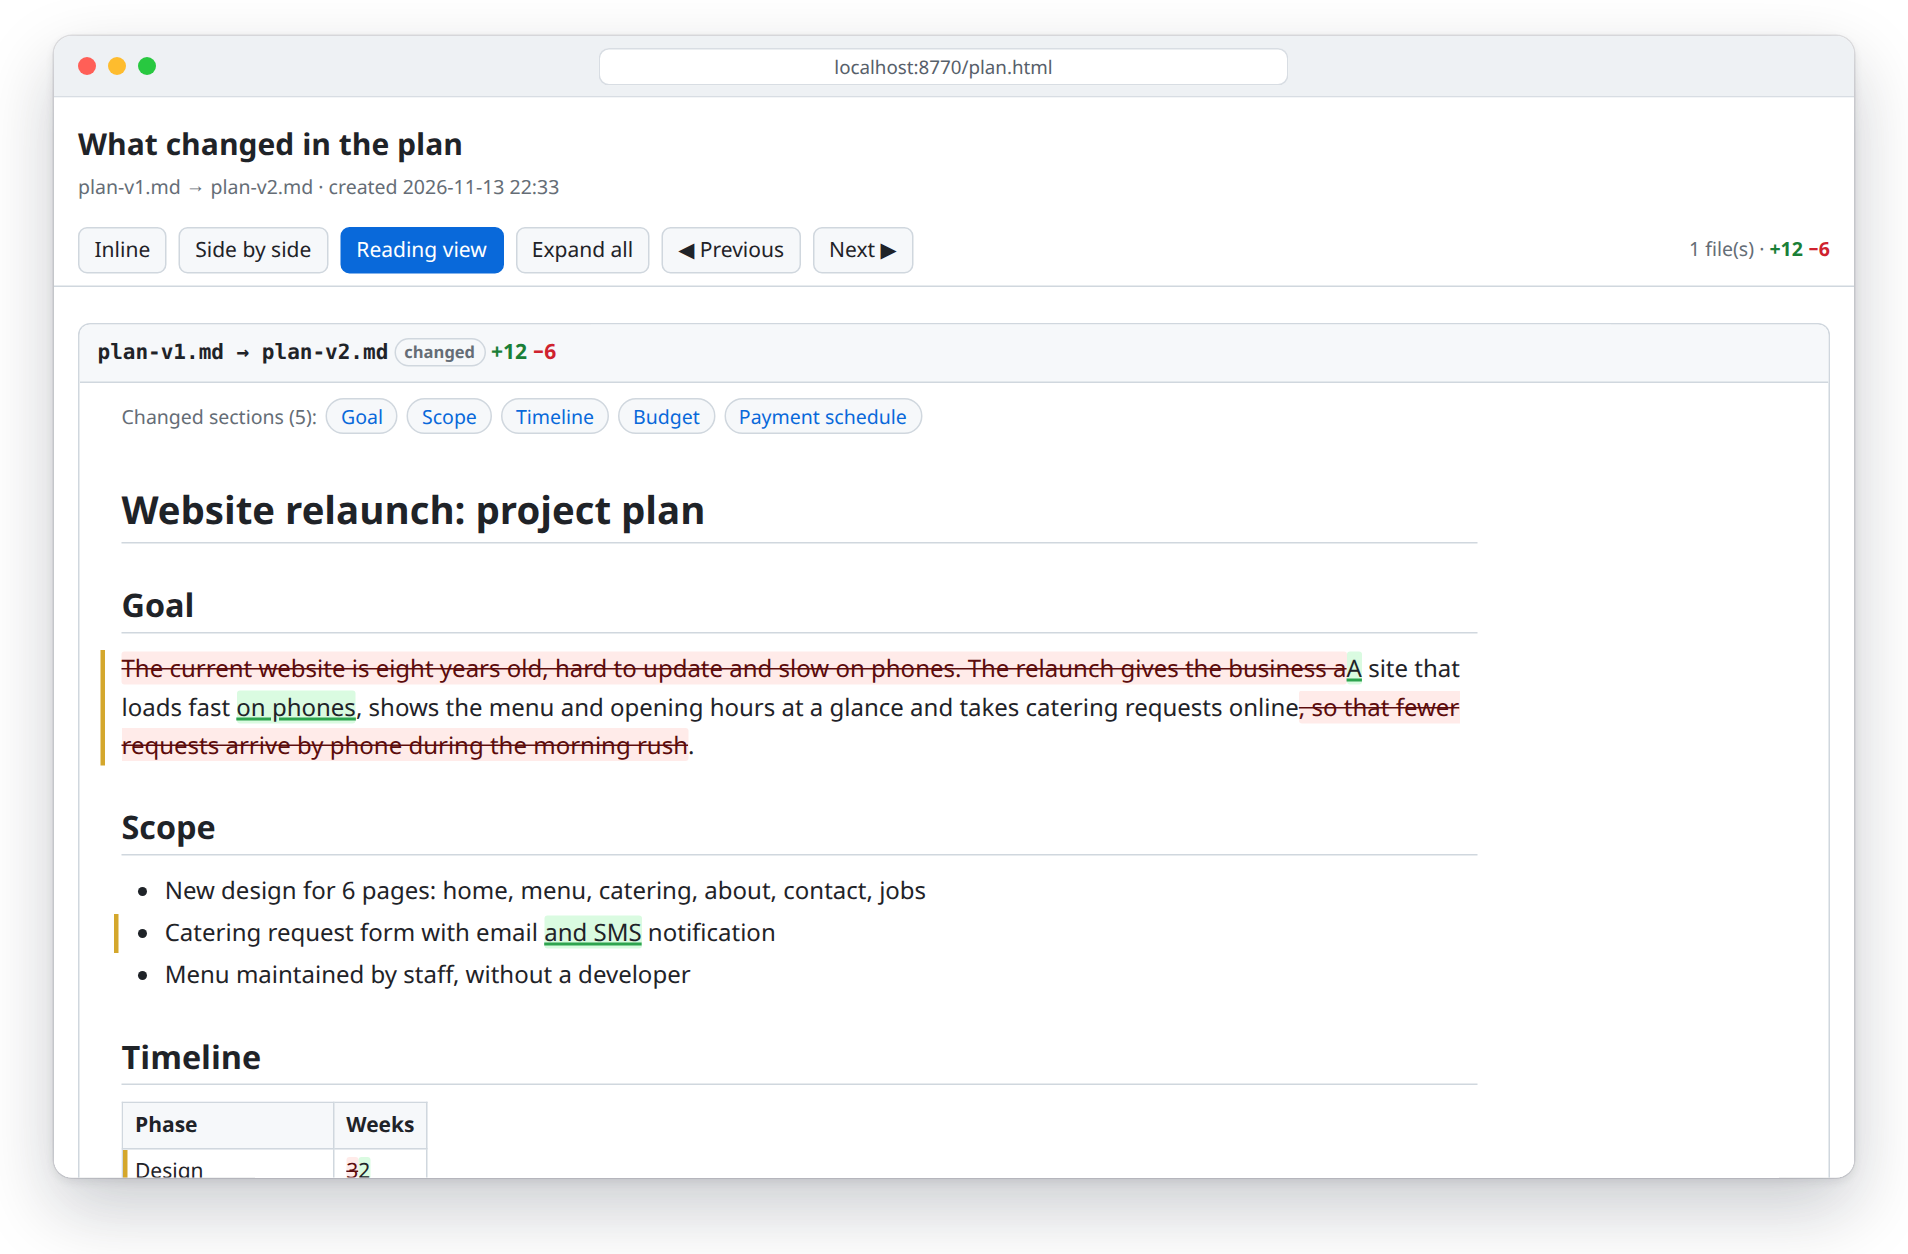 localhost:8770/plan.html
What changed in the plan
plan-v1.md → plan-v2.md · created 2026-11-13 22:33
Inline Side by side Reading view Expand all ◀ Previous Next ▶ 1 file(s) · +12 −6
plan-v1.md → plan-v2.md changed +12 −6
Changed sections (5): Goal Scope Timeline Budget Payment schedule
Website relaunch: project plan
Goal
The current website is eight years old, hard to update and slow on phones. The relaunch gives the business aA site that
loads fast on phones, shows the menu and opening hours at a glance and takes catering requests online, so that fewer
requests arrive by phone during the morning rush.
Scope
• New design for 6 pages: home, menu, catering, about, contact, jobs
• Catering request form with email and SMS notification
• Menu maintained by staff, without a developer
Timeline
Phase Weeks
Design 32